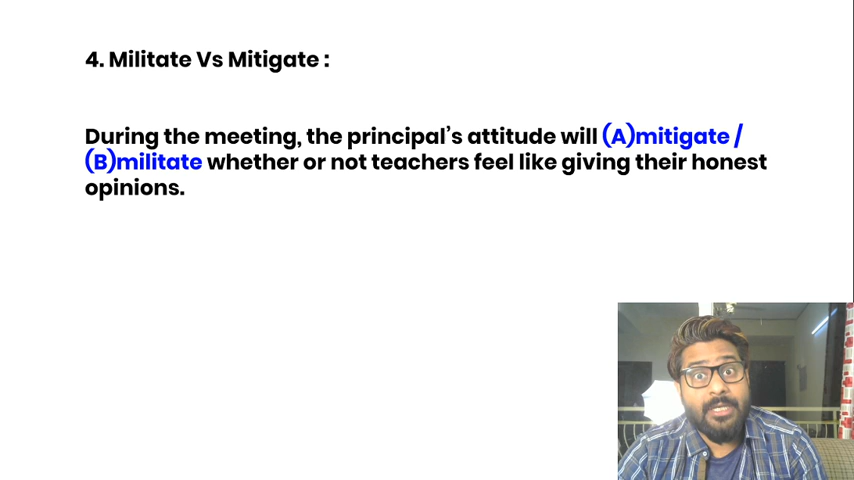 4. Militate Vs Mitigate :
During the meeting, the principal's attitude will (A)mitigate /
(B)militate whether or not teachers feel like giving their honest
opinions.